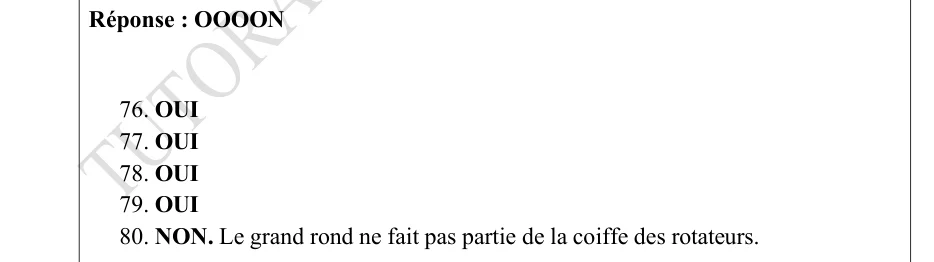 Réponse : OOOON
76. OUI
77. OUI
78. OUI
79. OUI
80. NON. Le grand rond ne fait pas partie de la coiffe des rotateurs.
TUTORA